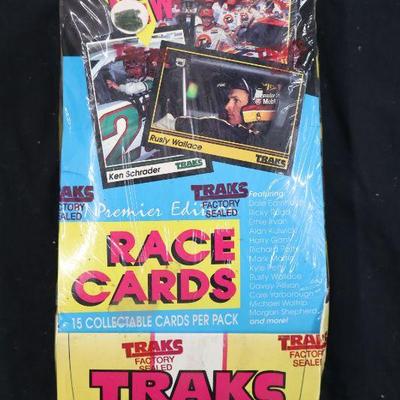 W
TRAKS
Rusty Wallace
TRAKS
Ken Schrader
TRAKS
TRAKS
FACTORY
SEALED
TRAKS
FACTORY
SEALED
Premier Edi
RACE
CARDS
15 COLLECTABLE CARDS PER PACK
Featuring:
Dale Earnhardt
Ricky Rudd
Ernie Irvan
Alan Kulwicki
Harry Gant
Richard Petty
Mark Martin
Kyle Petty
Rusty Wallace
Davey Allison
Cale Yarborough
Michael Waltrip
Morgan Shepherd
and more!
TRAKS
FACTORY
SEALED
TRAKS
FACTORY
SEALED
TRAKS